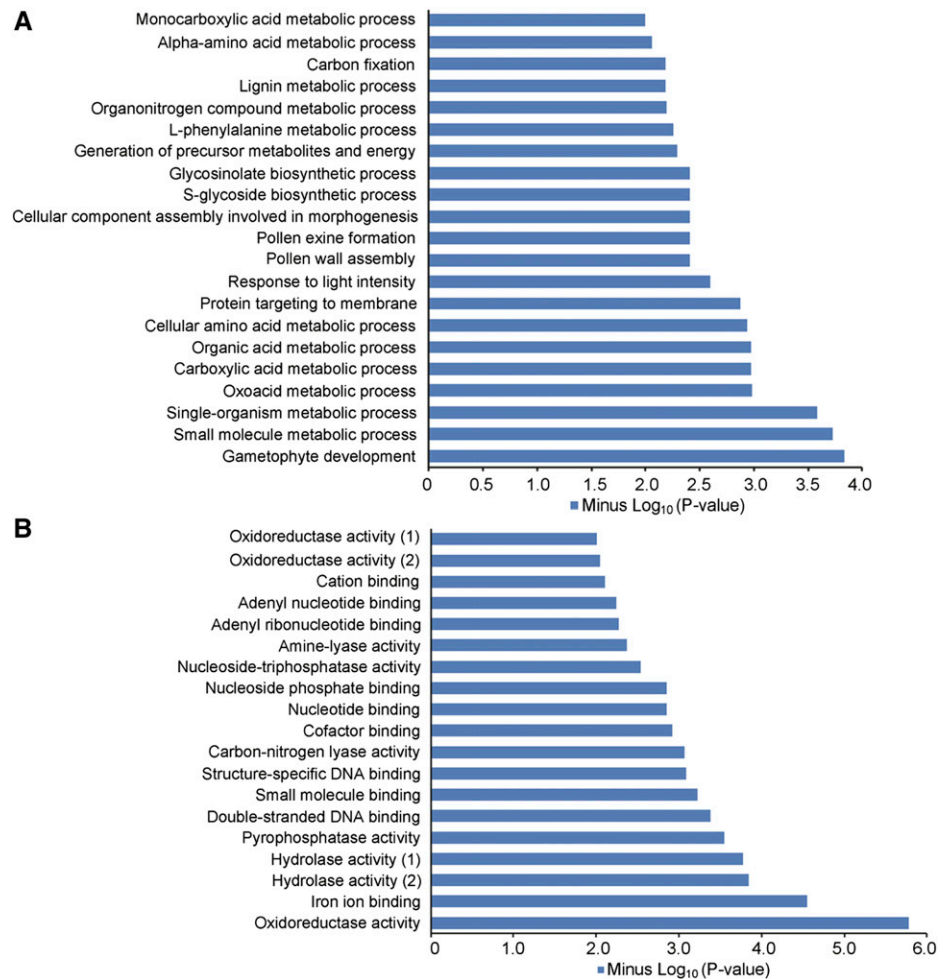 A
Monocarboxylic acid metabolic process
Alpha-amino acid metabolic process
Carbon fixation
Lignin metabolic process
Organonitrogen compound metabolic process
L-phenylalanine metabolic process
Generation of precursor metabolites and energy
Glycosinolate biosynthetic process
S-glycoside biosynthetic process
Cellular component assembly involved in morphogenesis
Pollen exine formation
Pollen wall assembly
Response to light intensity
Protein targeting to membrane
Cellular amino acid metabolic process
Organic acid metabolic process
Carboxylic acid metabolic process
Oxoacid metabolic process
Single-organism metabolic process
Small molecule metabolic process
Gametophyte development
0 0.5 1.0 1.5 2.0 2.5 3.0 3.5 4.0
Minus Log₁₀ (P-value)
B
Oxidoreductase activity (1)
Oxidoreductase activity (2)
Cation binding
Adenyl nucleotide binding
Adenyl ribonucleotide binding
Amine-lyase activity
Nucleoside-triphosphatase activity
Nucleoside phosphate binding
Nucleotide binding
Cofactor binding
Carbon-nitrogen lyase activity
Structure-specific DNA binding
Small molecule binding
Double-stranded DNA binding
Pyrophosphatase activity
Hydrolase activity (1)
Hydrolase activity (2)
Iron ion binding
Oxidoreductase activity
0 1.0 2.0 3.0 4.0 5.0 6.0
Minus Log₁₀ (P-value)